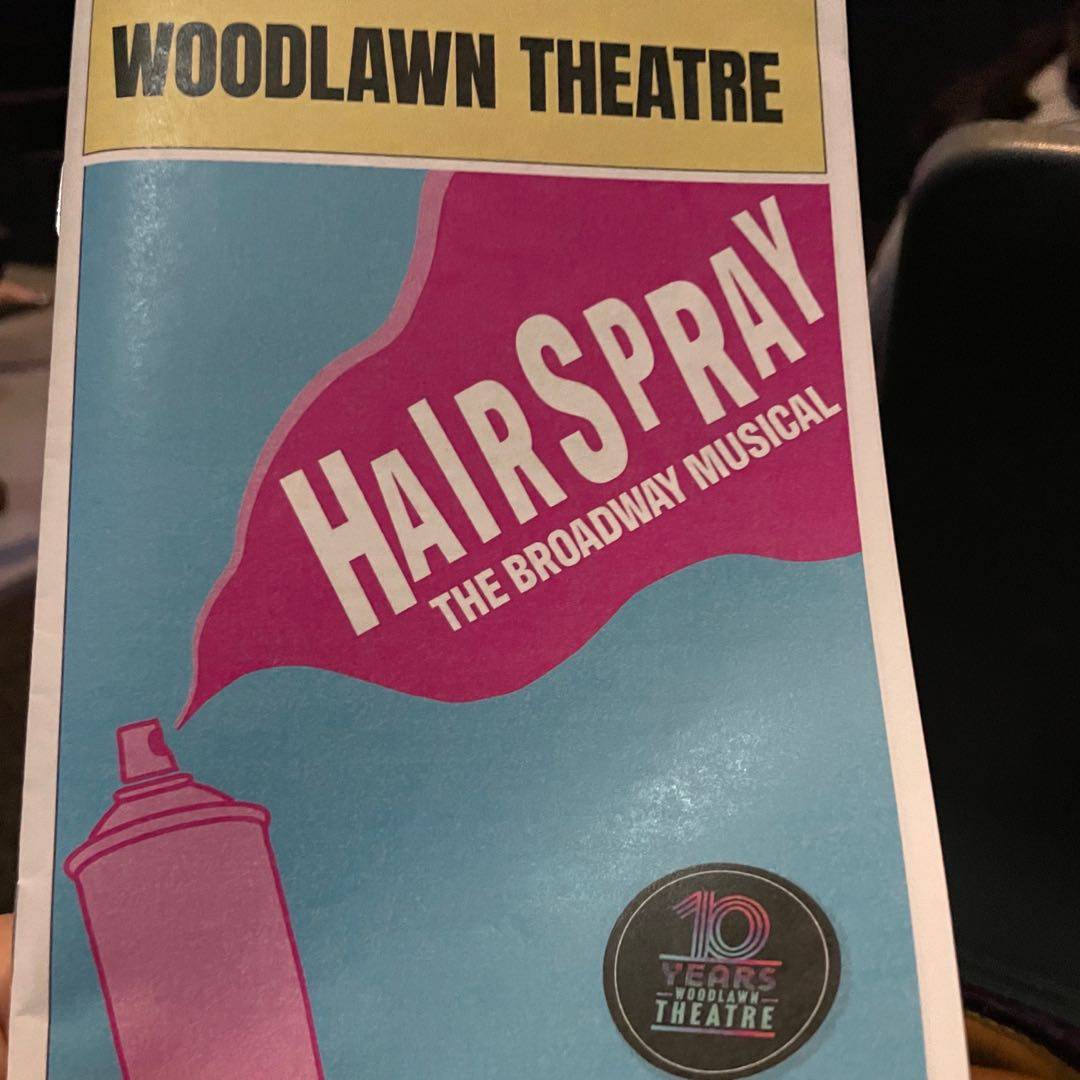 WOODLAWN THEATRE
HAIRSPRAY
THE BROADWAY MUSICAL
10
YEARS
WOODLAWN
THEATRE